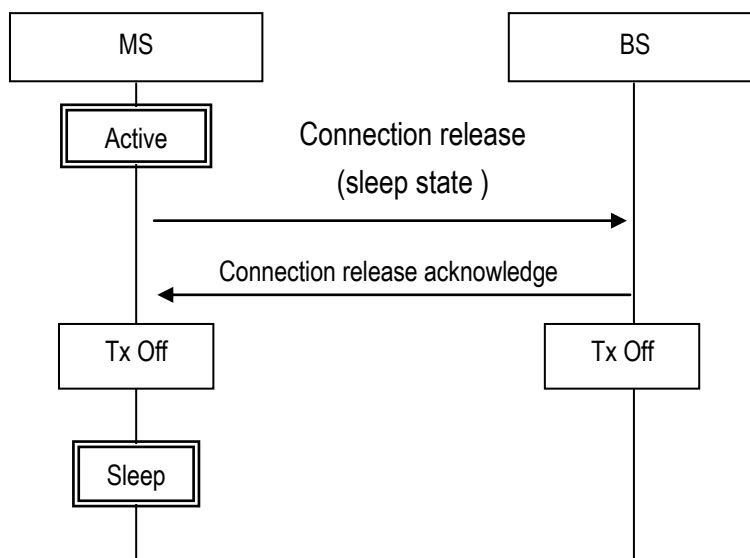 MS
BS
Active
Connection release
(sleep state )
Connection release acknowledge
Tx Off
Tx Off
Sleep